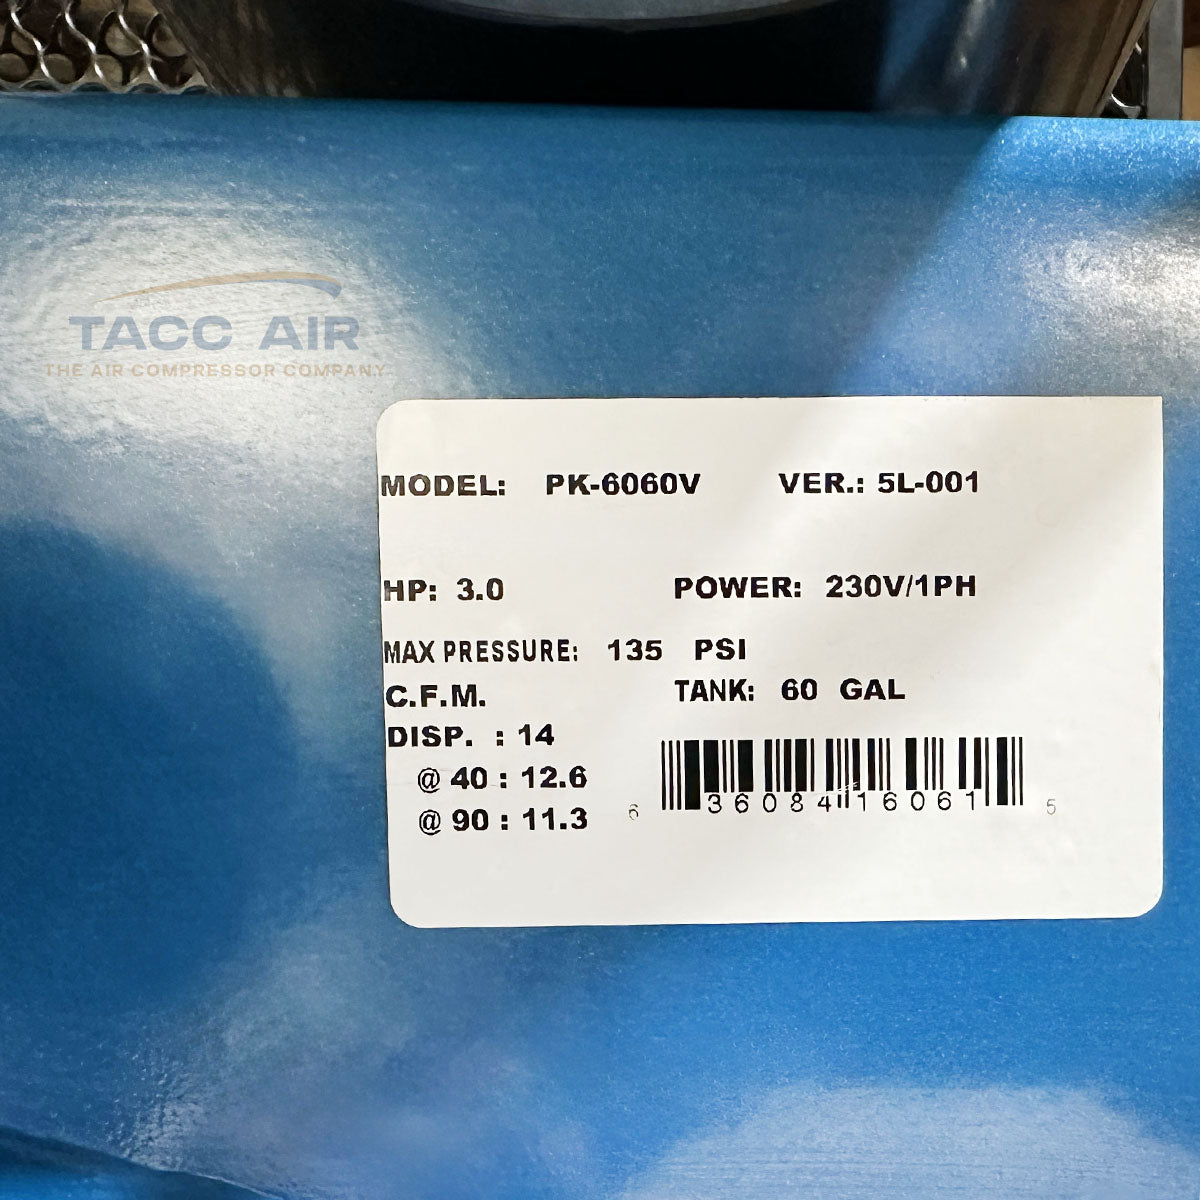 TACC AIR
THE AIR COMPRESSOR COMPANY
MODEL: PK-6060V VER.: 5L-001
HP: 3.0 POWER: 230V/1PH
MAX PRESSURE: 135 PSI
C.F.M. TANK: 60 GAL
DISP. : 14
@ 40 : 12.6
@ 90 : 11.3
6 36084 16061 5